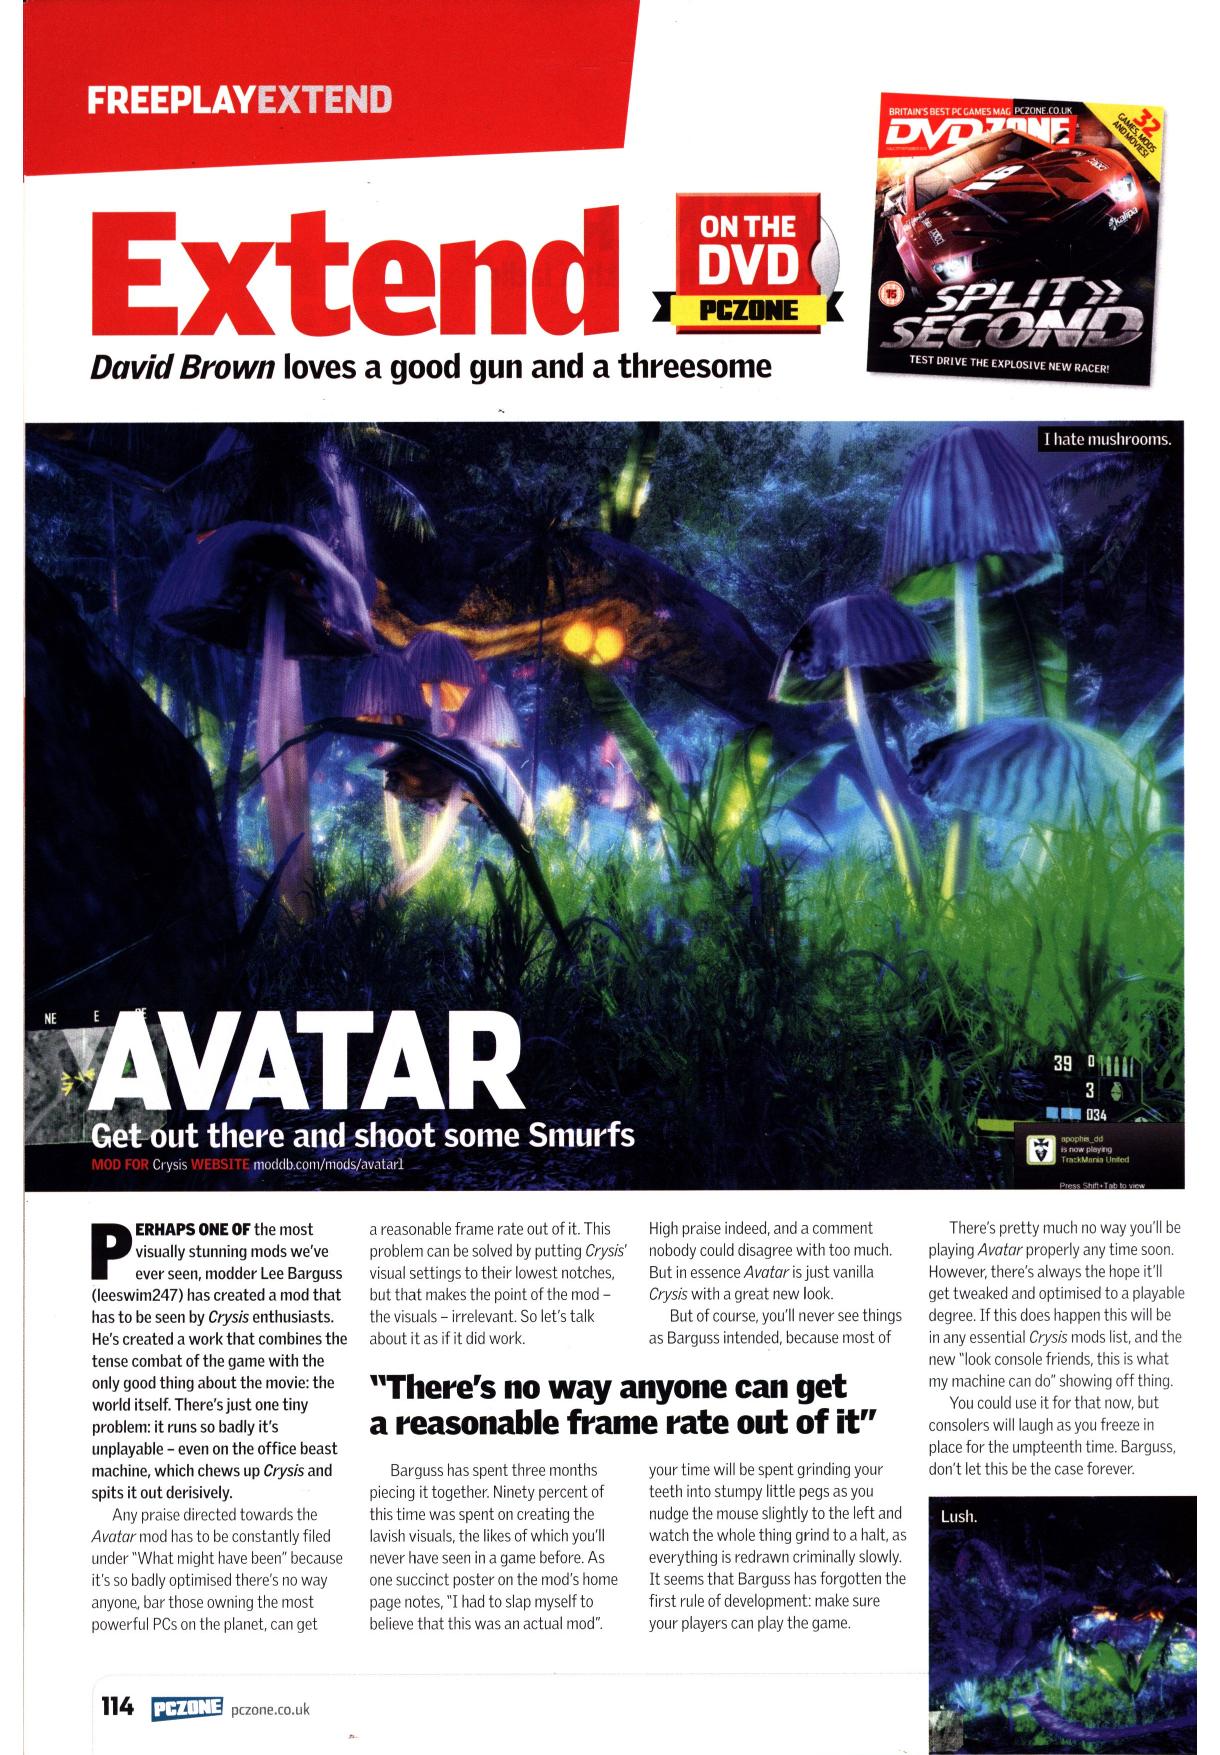 FREEPLAYEXTEND
BRITAIN'S BEST PC GAMES MAG PCZONE.CO.UK
DVDZONE
32
GAMES, MODS
AND MOVIES!
Extend
ON THE
DVD
PCZONE
15
SPLIT
SECOND
TEST DRIVE THE EXPLOSIVE NEW RACER!
David Brown loves a good gun and a threesome
I hate mushrooms.
NE E
AVATAR
Get out there and shoot some Smurfs
MOD FOR Crysis WEBSITE moddb.com/mods/avatar1
39 0
3
034
apophis_dd
is now playing
TrackMania United
Press Shift+Tab to view
PERHAPS ONE OF the most
visually stunning mods we've
ever seen, modder Lee Barguss
(leeswim247) has created a mod that
has to be seen by Crysis enthusiasts.
He's created a work that combines the
tense combat of the game with the
only good thing about the movie: the
world itself. There's just one tiny
problem: it runs so badly it's
unplayable – even on the office beast
machine, which chews up Crysis and
spits it out derisively.
Any praise directed towards the
Avatar mod has to be constantly filed
under "What might have been" because
it's so badly optimised there's no way
anyone, bar those owning the most
powerful PCs on the planet, can get
a reasonable frame rate out of it. This
problem can be solved by putting Crysis'
visual settings to their lowest notches,
but that makes the point of the mod –
the visuals – irrelevant. So let's talk
about it as if it did work.
"There's no way anyone can get
a reasonable frame rate out of it"
Barguss has spent three months
piecing it together. Ninety percent of
this time was spent on creating the
lavish visuals, the likes of which you'll
never have seen in a game before. As
one succinct poster on the mod's home
page notes, "I had to slap myself to
believe that this was an actual mod".
High praise indeed, and a comment
nobody could disagree with too much.
But in essence Avatar is just vanilla
Crysis with a great new look.
But of course, you'll never see things
as Barguss intended, because most of
your time will be spent grinding your
teeth into stumpy little pegs as you
nudge the mouse slightly to the left and
watch the whole thing grind to a halt, as
everything is redrawn criminally slowly.
It seems that Barguss has forgotten the
first rule of development: make sure
your players can play the game.
There's pretty much no way you'll be
playing Avatar properly any time soon.
However, there's always the hope it'll
get tweaked and optimised to a playable
degree. If this does happen this will be
in any essential Crysis mods list, and the
new "look console friends, this is what
my machine can do" showing off thing.
You could use it for that now, but
consolers will laugh as you freeze in
place for the umpteenth time. Barguss,
don't let this be the case forever.
Lush.
114 PCZONE pczone.co.uk